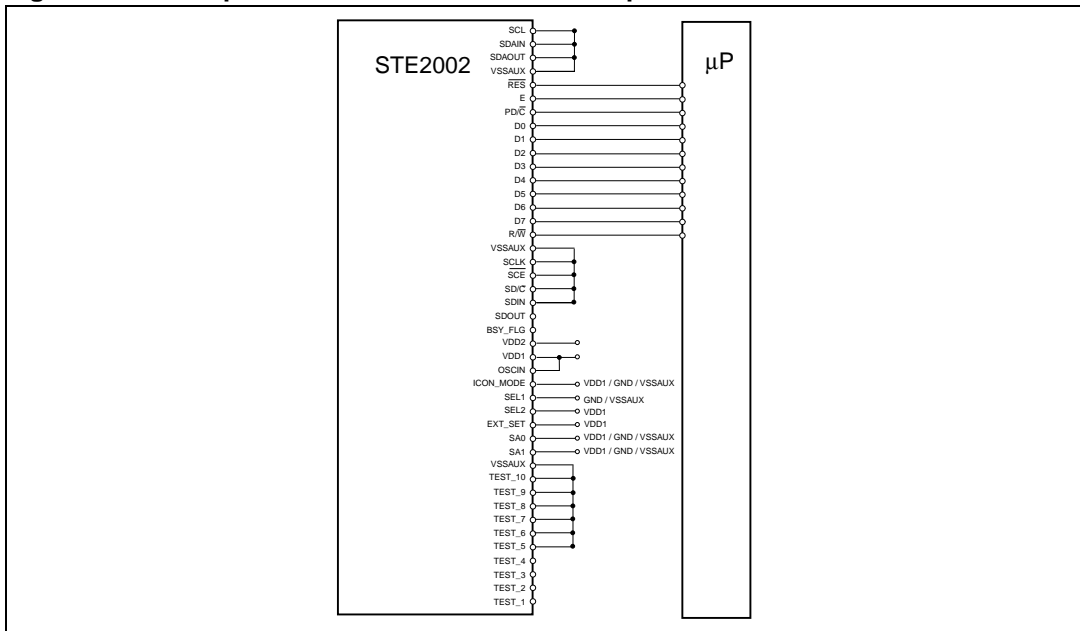 STE2002
μP
SCL
SDAIN
SDAOUT
VSSAUX
R̅E̅S̅
E
PD/C̅
D0
D1
D2
D3
D4
D5
D6
D7
R/W̅
VSSAUX
SCLK
S̅C̅E̅
SD/C̅
SDIN
SDOUT
BSY_FLG
VDD2
VDD1
OSCIN
ICON_MODE VDD1 / GND / VSSAUX
SEL1 GND / VSSAUX
SEL2 VDD1
EXT_SET VDD1
SA0 VDD1 / GND / VSSAUX
SA1 VDD1 / GND / VSSAUX
VSSAUX
TEST_10
TEST_9
TEST_8
TEST_7
TEST_6
TEST_5
TEST_4
TEST_3
TEST_2
TEST_1